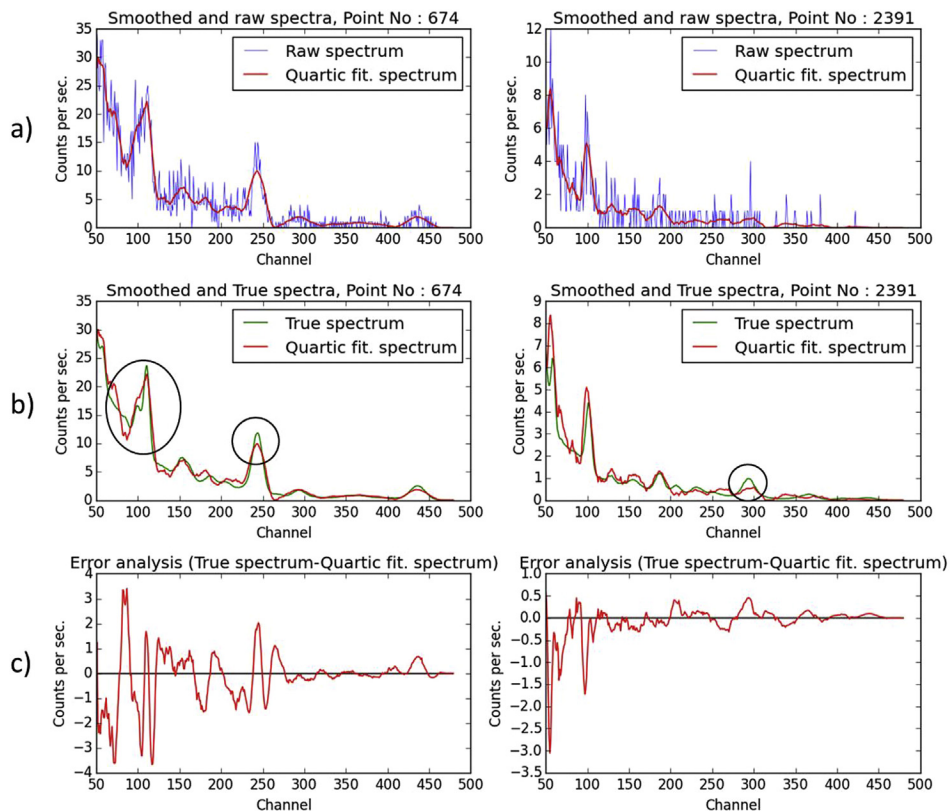 a)
Smoothed and raw spectra, Point No : 674
Raw spectrum
Quartic fit. spectrum
Counts per sec.
35
30
25
20
15
10
5
0
50 100 150 200 250 300 350 400 450 500
Channel
Smoothed and raw spectra, Point No : 2391
Raw spectrum
Quartic fit. spectrum
Counts per sec.
12
10
8
6
4
2
0
50 100 150 200 250 300 350 400 450 500
Channel
b)
Smoothed and True spectra, Point No : 674
True spectrum
Quartic fit. spectrum
Counts per sec.
35
30
25
20
15
10
5
0
50 100 150 200 250 300 350 400 450 500
Channel
Smoothed and True spectra, Point No : 2391
True spectrum
Quartic fit. spectrum
Counts per sec.
9
8
7
6
5
4
3
2
1
0
50 100 150 200 250 300 350 400 450 500
Channel
c)
Error analysis (True spectrum-Quartic fit. spectrum)
Counts per sec.
4
3
2
1
0
−1
−2
−3
−4
50 100 150 200 250 300 350 400 450 500
Channel
Error analysis (True spectrum-Quartic fit. spectrum)
Counts per sec.
1.0
0.5
0.0
−0.5
−1.0
−1.5
−2.0
−2.5
−3.0
−3.5
50 100 150 200 250 300 350 400 450 500
Channel